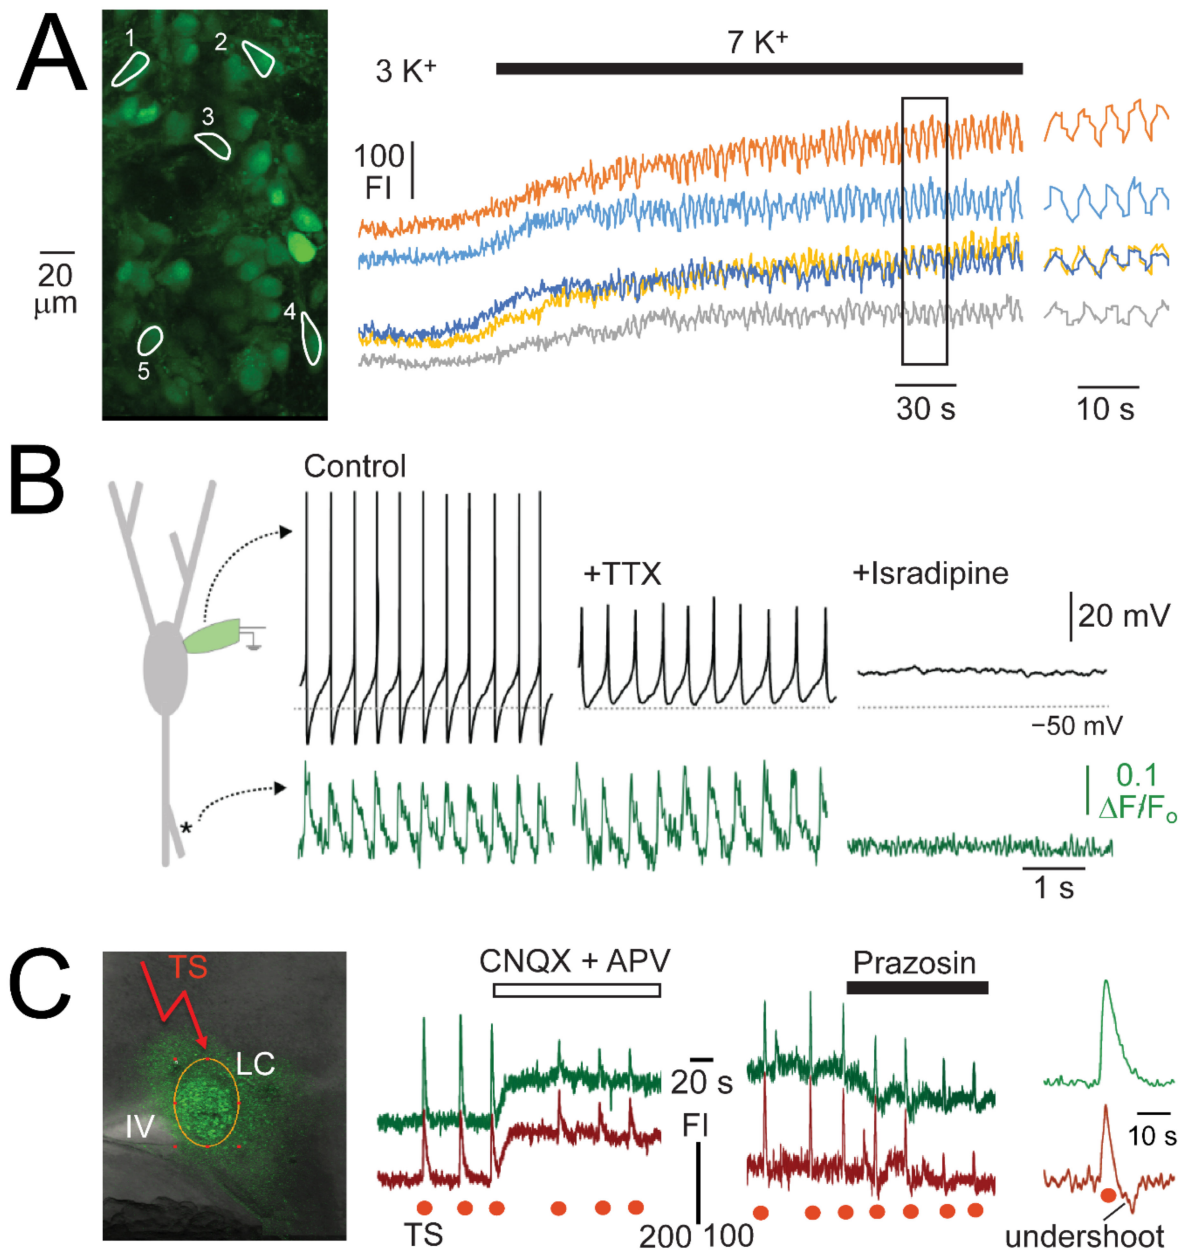 A
1
2
3
4
5
20
μm
3 K⁺
7 K⁺
100
FI
30 s
10 s
B
Control
+TTX
+Isradipine
20 mV
−50 mV
*
0.1
ΔF/Fₒ
1 s
C
TS
LC
IV
CNQX + APV
Prazosin
20 s
FI
10 s
TS
200 100
undershoot